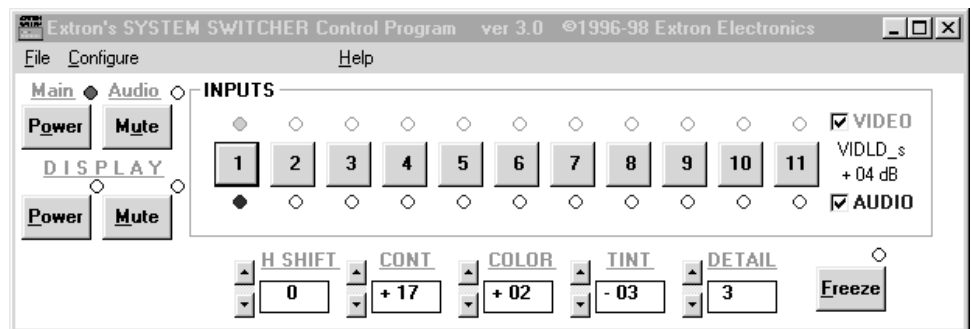 Extron's SYSTEM SWITCHER Control Program ver 3.0 ©1996-98 Extron Electronics
File Configure Help
Main Audio INPUTS
Power Mute
VIDEO
1 2 3 4 5 6 7 8 9 10 11
VIDLD_s
+ 04 dB
DISPLAY
AUDIO
Power Mute
H SHIFT CONT COLOR TINT DETAIL
0 + 17 + 02 - 03 3
Freeze